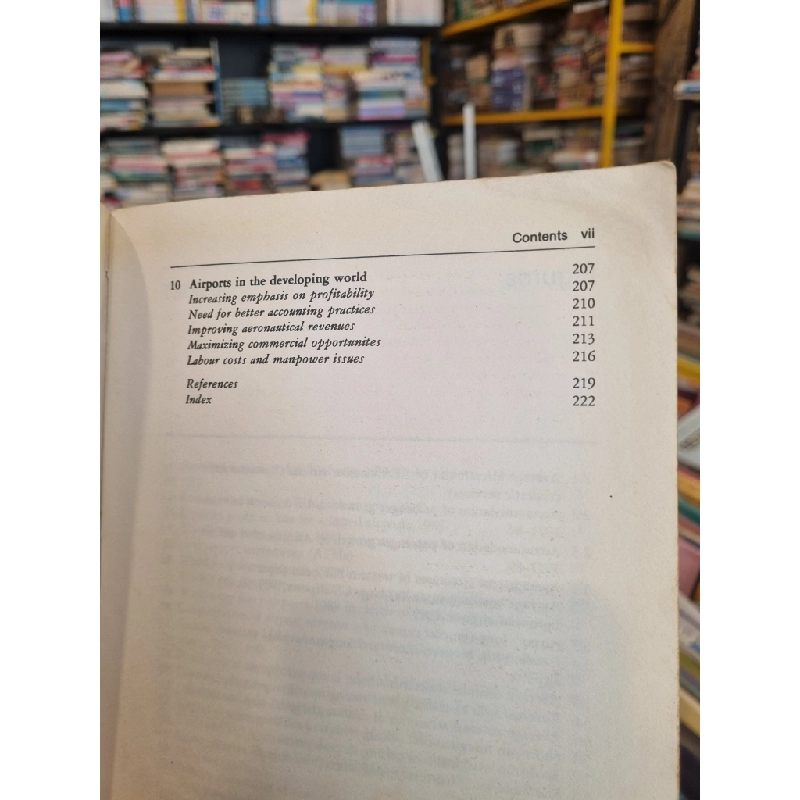 Contents vii
10 Airports in the developing world 207
Increasing emphasis on profitability 207
Need for better accounting practices 210
Improving aeronautical revenues 211
Maximizing commercial opportunites 213
Labour costs and manpower issues 216
References 219
Index 222